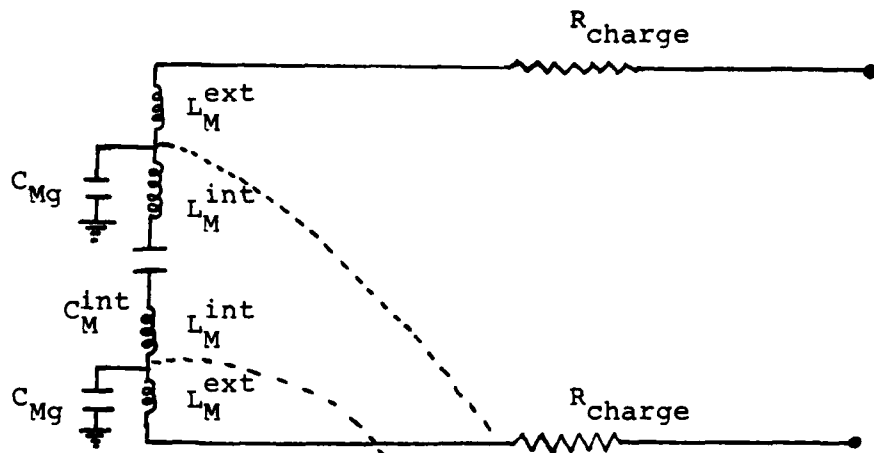 R_charge
L_M^ext
C_Mg
L_M^int
C_M^int
L_M^int
L_M^ext
C_Mg
R_charge